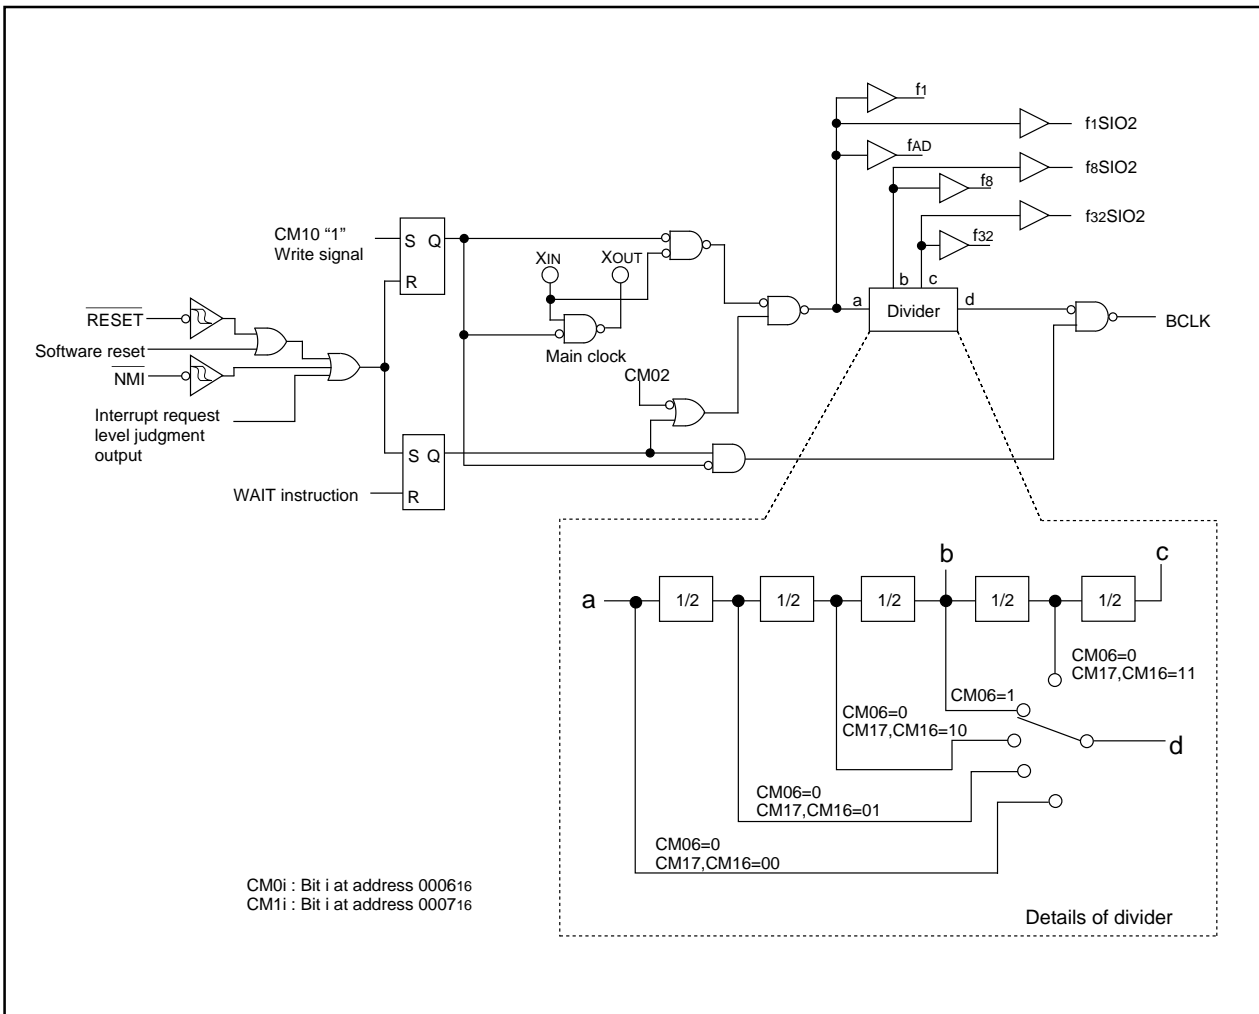 f1
f1SIO2
fAD
f8SIO2
f8
f32SIO2
f32
CM10 “1”
Write signal
S Q
R
XIN XOUT
b c
a Divider d
BCLK
RESET
Software reset
NMI
Main clock
CM02
Interrupt request
level judgment
output
S Q
R
WAIT instruction
b c
a 1/2 1/2 1/2 1/2 1/2
CM06=0
CM17,CM16=11
CM06=1
CM06=0
CM17,CM16=10
d
CM06=0
CM17,CM16=01
CM06=0
CM17,CM16=00
CM0i : Bit i at address 000616
CM1i : Bit i at address 000716
Details of divider